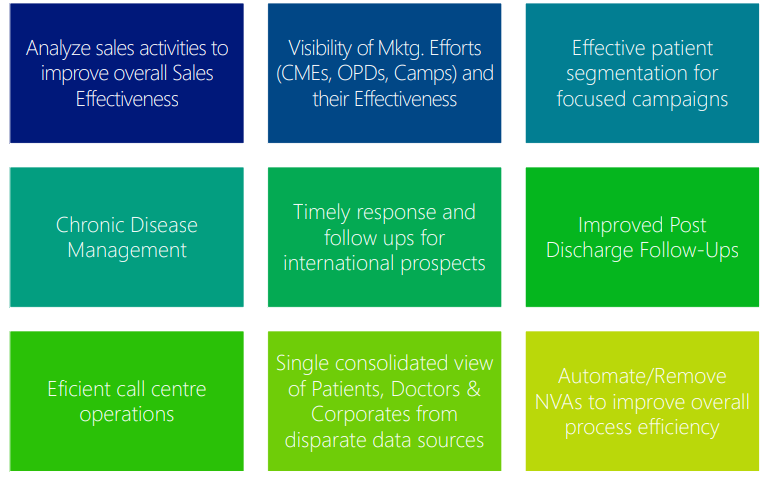 Analyze sales activities to
improve overall Sales
Effectiveness
Visibility of Mktg. Efforts
(CMEs, OPDs, Camps) and
their Effectiveness
Effective patient
segmentation for
focused campaigns
Chronic Disease
Management
Timely response and
follow ups for
international prospects
Improved Post
Discharge Follow-Ups
Eficient call centre
operations
Single consolidated view
of Patients, Doctors &
Corporates from
disparate data sources
Automate/Remove
NVAs to improve overall
process efficiency